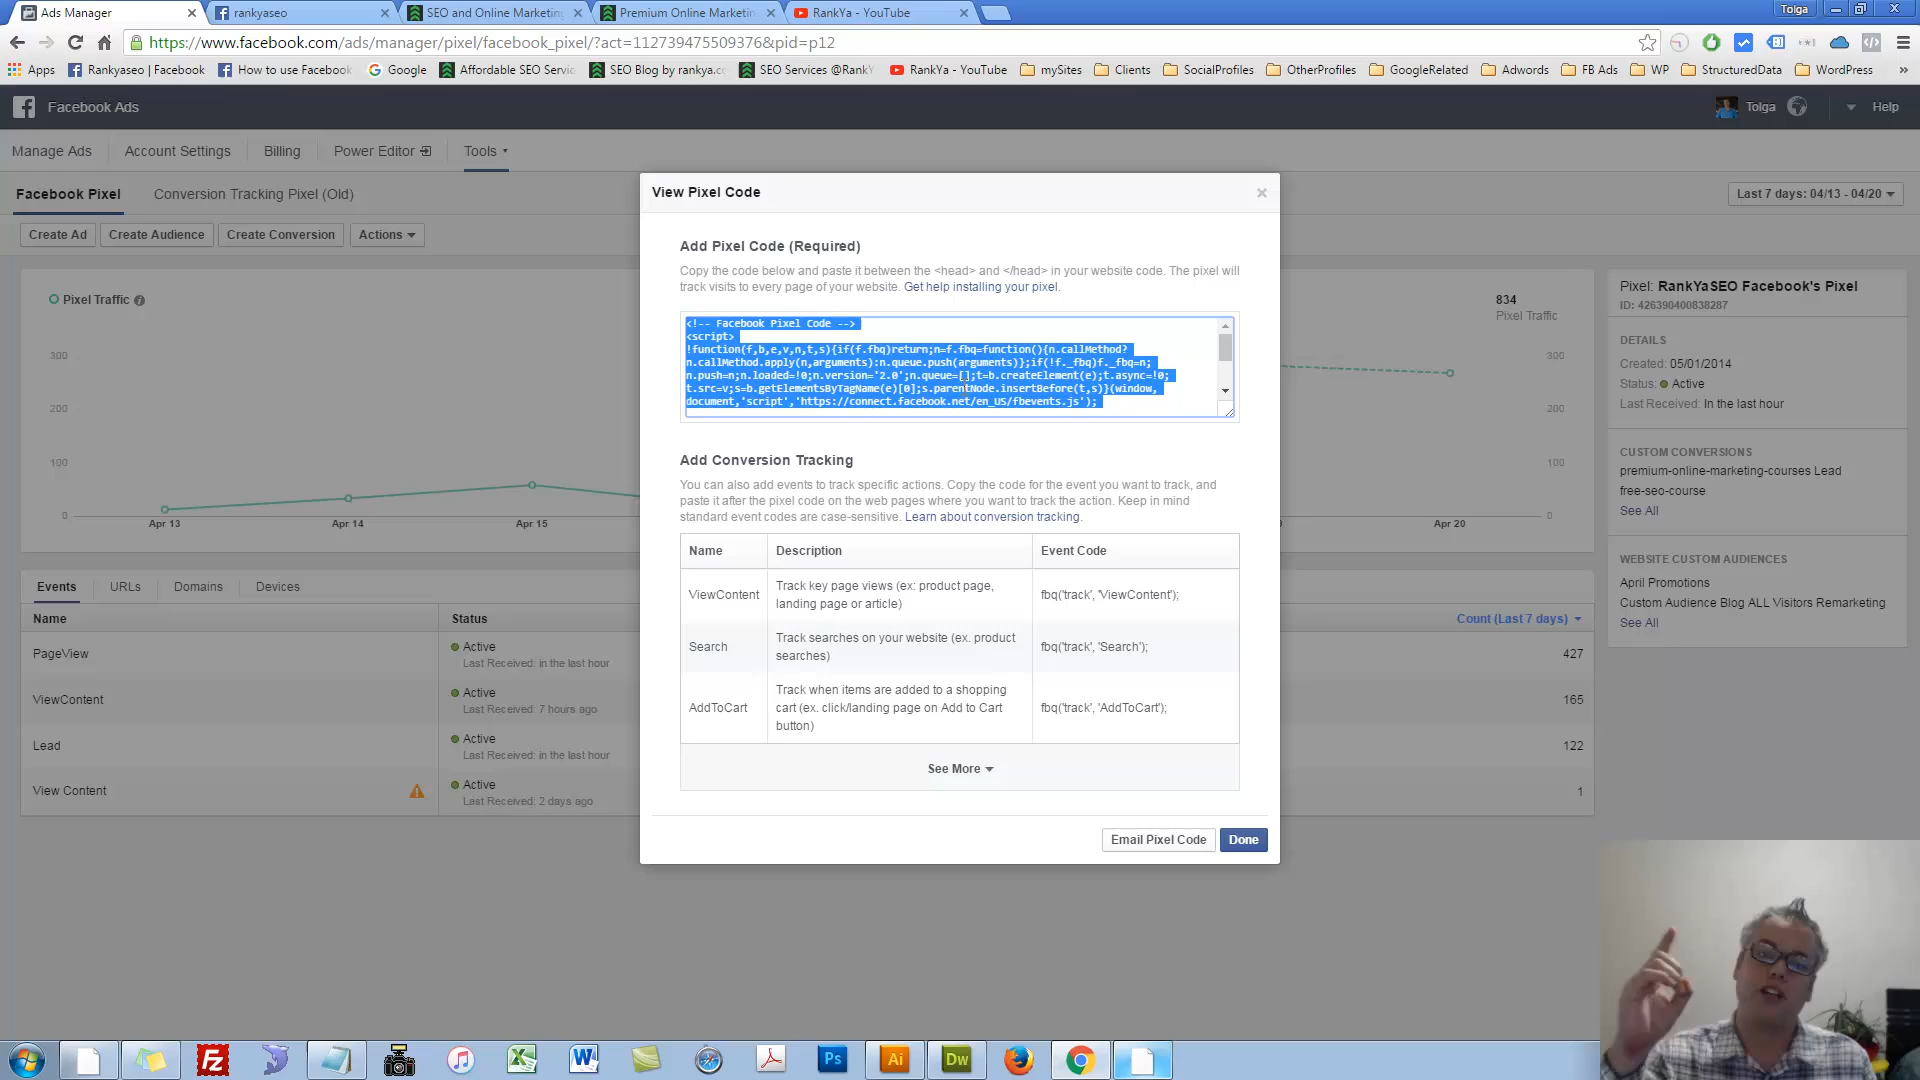 Ads Manager
rankyaseo
SEO and Online Marketing
Premium Online Marketin
RankYa - YouTube
Tolga
https://www.facebook.com/ads/manager/pixel/facebook_pixel/?act=112739475509376&pid=p12
Apps
Rankyaseo | Facebook
How to use Facebook
Google
Affordable SEO Servic
SEO Blog by rankya.c
SEO Services @RankY
RankYa - YouTube
mySites
Clients
SocialProfiles
OtherProfiles
GoogleRelated
Adwords
FB Ads
WP
StructuredData
WordPress
»
Facebook Ads
Tolga
Help
Manage Ads
Account Settings
Billing
Power Editor
Tools
Facebook Pixel
Conversion Tracking Pixel (Old)
Last 7 days: 04/13 - 04/20
Create Ad
Create Audience
Create Conversion
Actions
Pixel Traffic
300
200
100
0
Apr 13
Apr 14
Apr 15
View Pixel Code
×
Add Pixel Code (Required)
Copy the code below and paste it between the <head> and </head> in your website code. The pixel will
track visits to every page of your website. Get help installing your pixel.
<!-- Facebook Pixel Code -->
<script>
!function(f,b,e,v,n,t,s){if(f.fbq)return;n=f.fbq=function(){n.callMethod?
n.callMethod.apply(n,arguments):n.queue.push(arguments)};if(!f._fbq)f._fbq=n;
n.push=n;n.loaded=!0;n.version='2.0';n.queue=[];t=b.createElement(e);t.async=!0;
t.src=v;s=b.getElementsByTagName(e)[0];s.parentNode.insertBefore(t,s)}(window,
document,'script','https://connect.facebook.net/en_US/fbevents.js');
Add Conversion Tracking
You can also add events to track specific actions. Copy the code for the event you want to track, and
paste it after the pixel code on the web pages where you want to track the action. Keep in mind
standard event codes are case-sensitive. Learn about conversion tracking.
Name
Description
Event Code
ViewContent
Track key page views (ex: product page,
landing page or article)
fbq('track', 'ViewContent');
Search
Track searches on your website (ex. product
searches)
fbq('track', 'Search');
AddToCart
Track when items are added to a shopping
cart (ex. click/landing page on Add to Cart
button)
fbq('track', 'AddToCart');
See More
Email Pixel Code
Done
834
Pixel Traffic
300
200
100
0
Apr 20
Pixel: RankYaSEO Facebook's Pixel
ID: 426390400838287
DETAILS
Created: 05/01/2014
Status: Active
Last Received: In the last hour
CUSTOM CONVERSIONS
premium-online-marketing-courses Lead
free-seo-course
See All
WEBSITE CUSTOM AUDIENCES
April Promotions
Custom Audience Blog ALL Visitors Remarketing
See All
Events
URLs
Domains
Devices
Name
Status
Count (Last 7 days)
PageView
Active
Last Received: in the last hour
427
ViewContent
Active
Last Received: 7 hours ago
165
Lead
Active
Last Received: in the last hour
122
View Content
Active
Last Received: 2 days ago
1
Fz
Ps
Ai
Dw